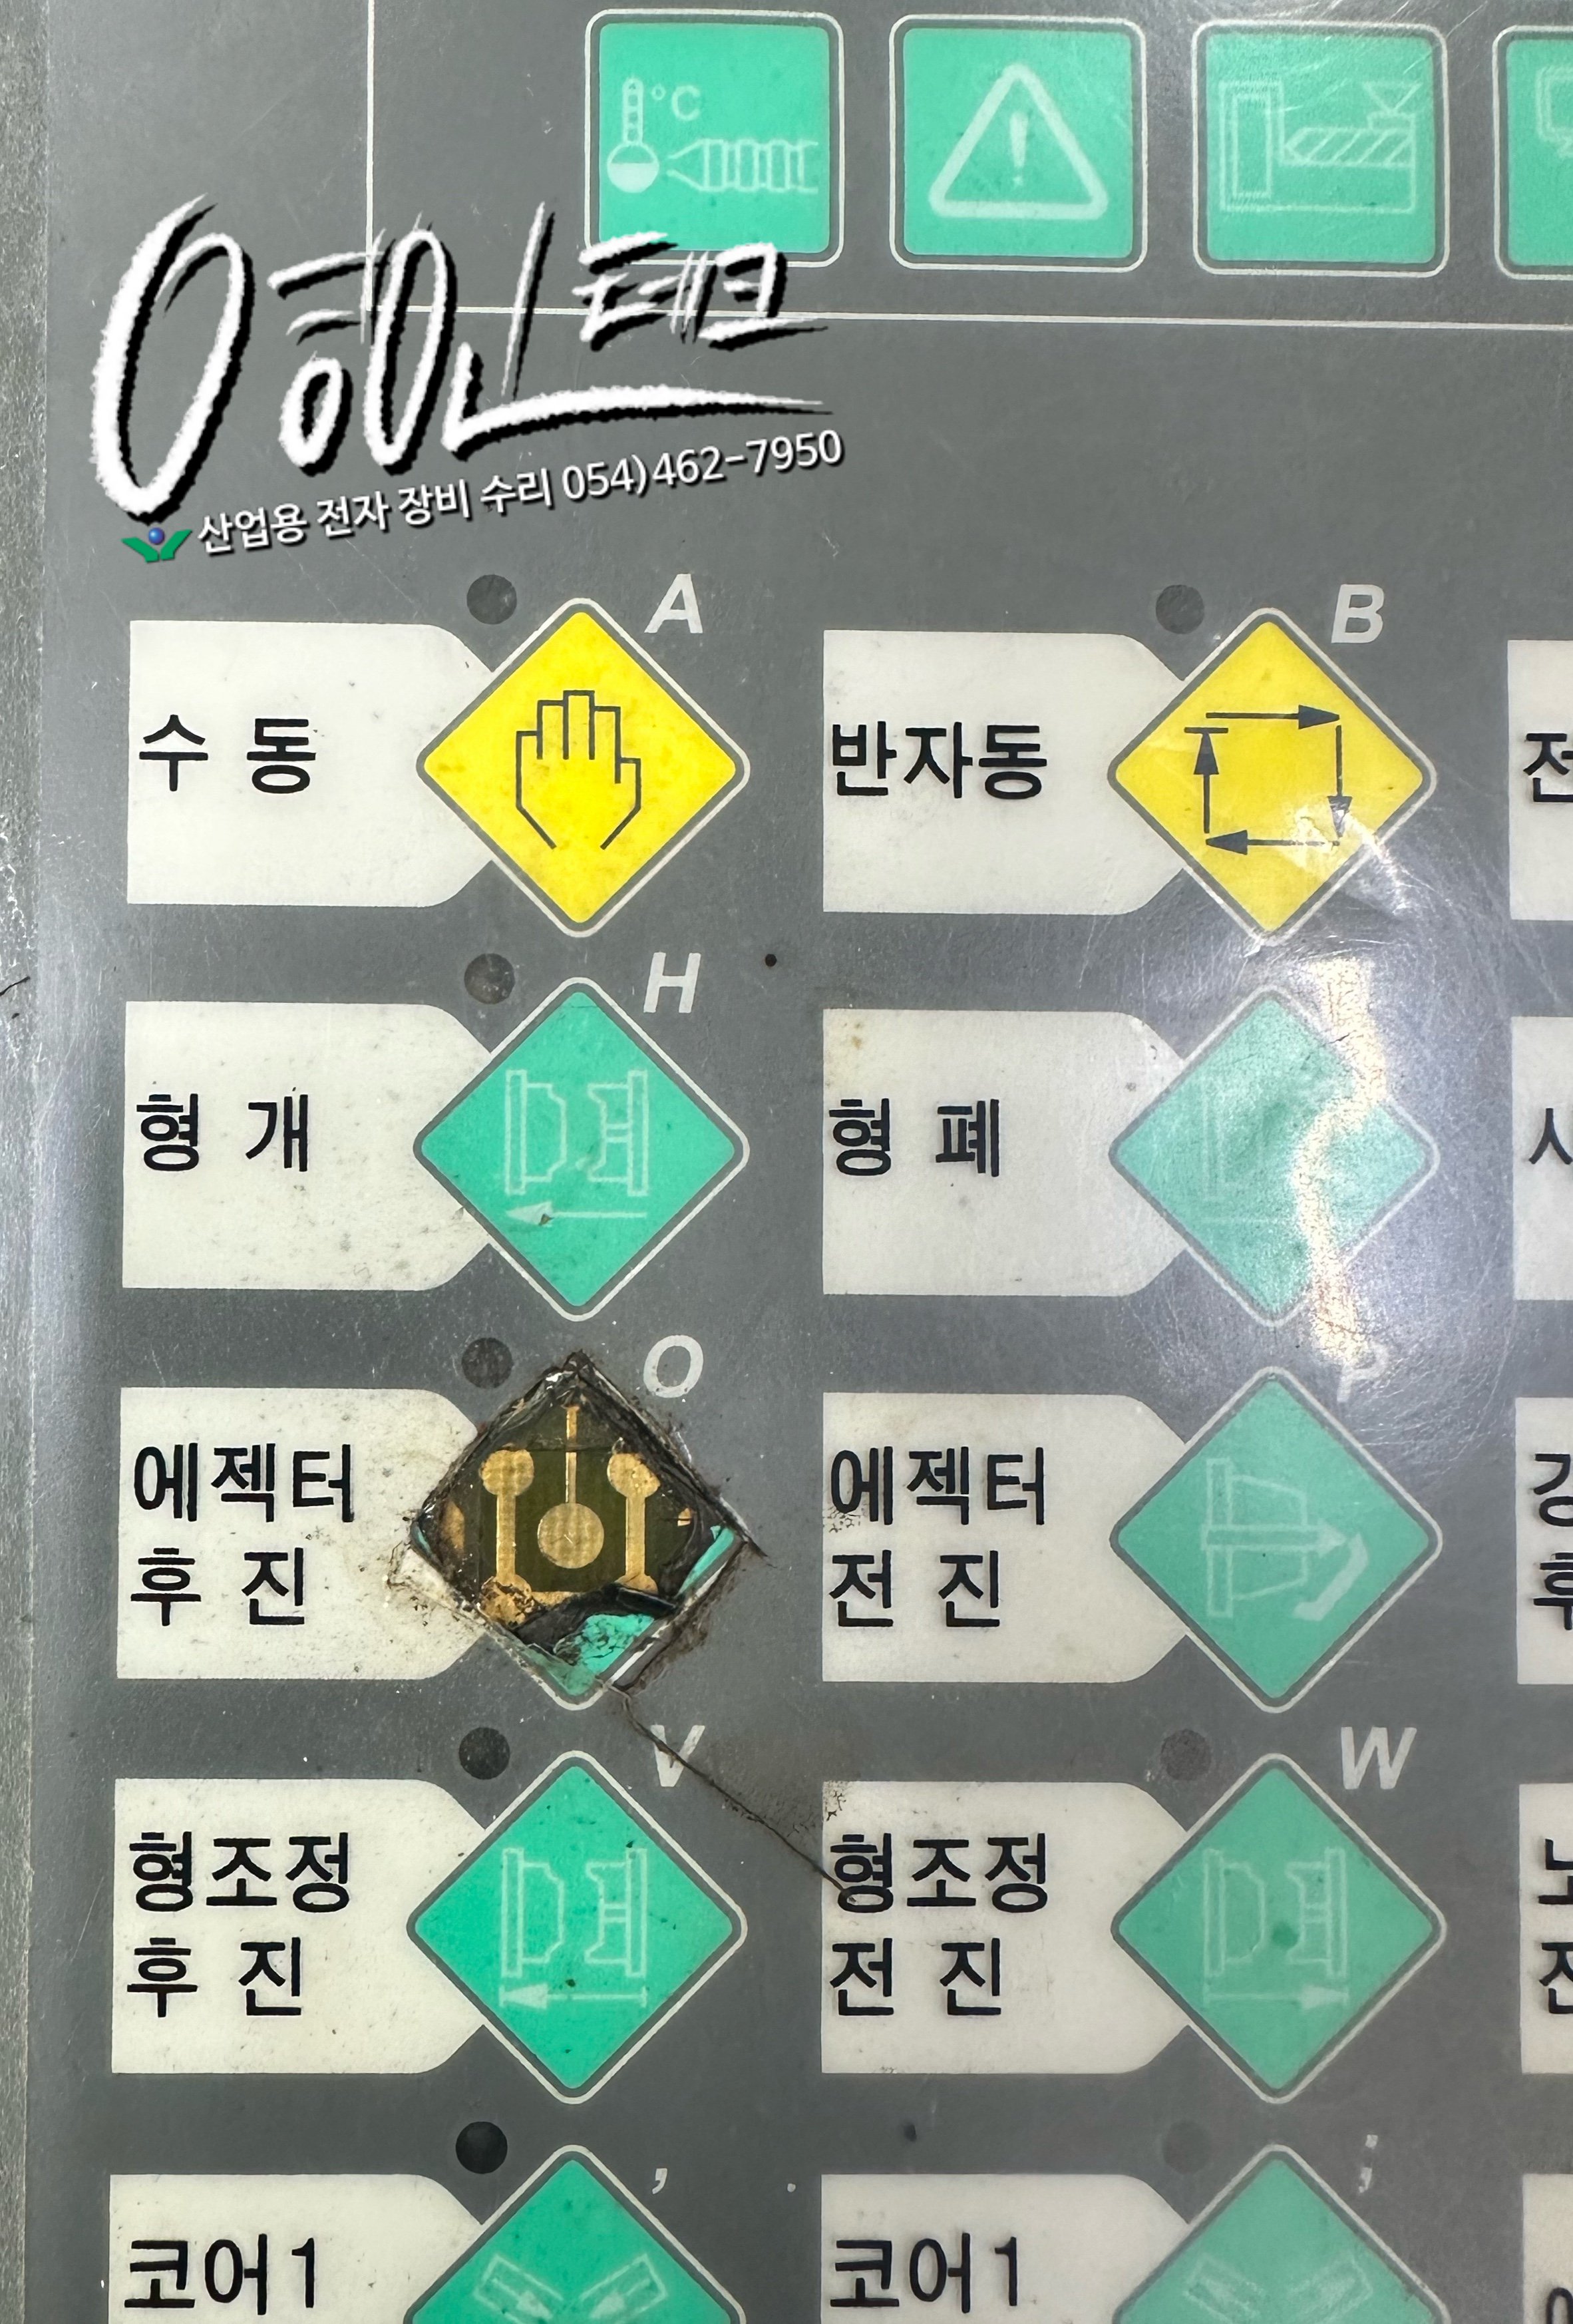 °C
영인테크
산업용 전자 장비 수리 054)462-7950
A
B
수 동
반자동
H
형 개
형 폐
O
P
에젝터
후 진
에젝터
전 진
V
W
형조정
후 진
형조정
전 진
,
;
코어1
코어1